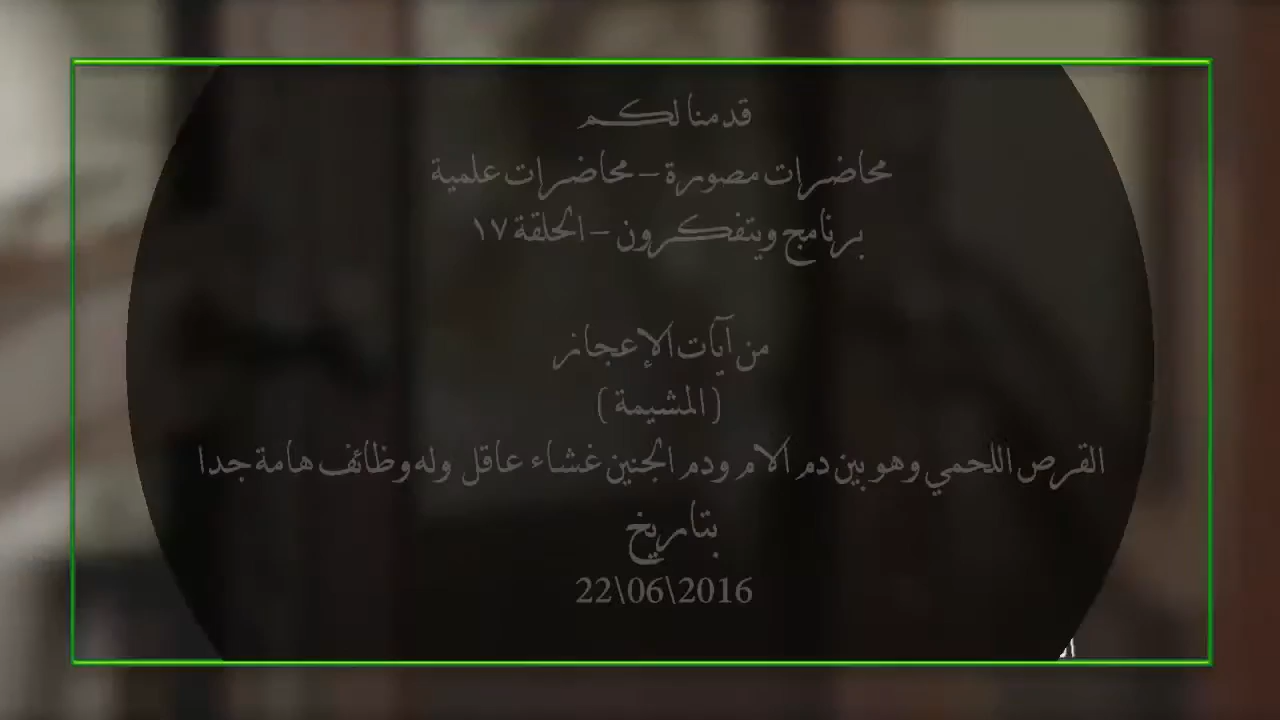 قدمنا لكم
محاضرات مصورة - محاضرات علمية
برنامج ويتفكرون - الحلقة ١٧
من آيات الإعجاز
(المشيمة)
القرص اللحمي وهو بين دم الام ودم الجنين غشاء عاقل وله وظائف هامة جدا
بتاريخ
22\06\2016